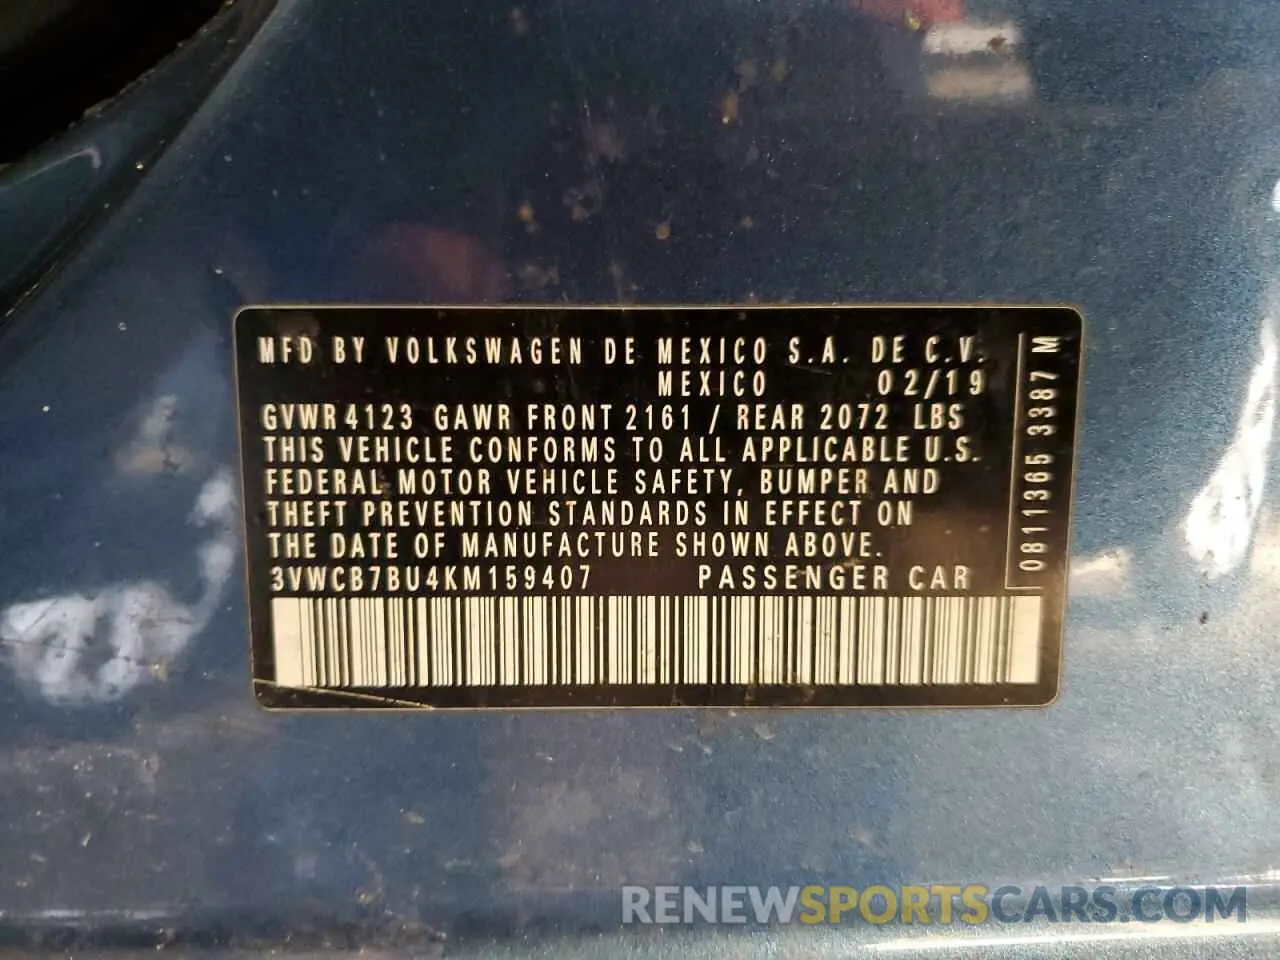 MFD BY VOLKSWAGEN DE MEXICO S.A. DE C.V.
MEXICO 02/19
GVWR 4123 GAWR FRONT 2161 / REAR 2072 LBS
THIS VEHICLE CONFORMS TO ALL APPLICABLE U.S.
FEDERAL MOTOR VEHICLE SAFETY, BUMPER AND
THEFT PREVENTION STANDARDS IN EFFECT ON
THE DATE OF MANUFACTURE SHOWN ABOVE.
3VWCB7BU4KM159407 PASSENGER CAR
0811365 3387 M
RENEWSPORTSCARS.COM